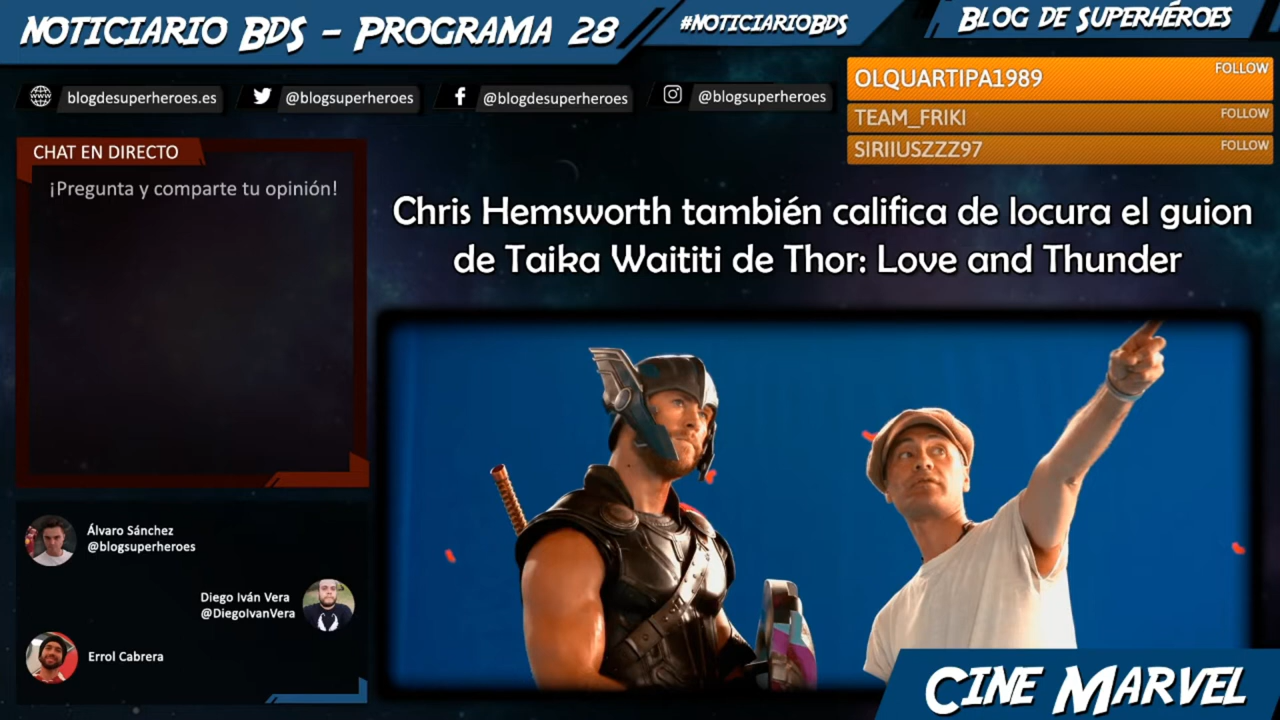 NOTICIARIO BDS - PROGRAMA 28
#NOTICIARIOBDS
BLOG DE SUPERHÉROES
blogdesuperheroes.es
@blogsuperheroes
@blogdesuperheroes
@blogsuperheroes
OLQUARTIPA1989 FOLLOW
TEAM_FRIKI FOLLOW
SIRIIUSZZZ97 FOLLOW
CHAT EN DIRECTO
¡Pregunta y comparte tu opinión!
Chris Hemsworth también califica de locura el guion
de Taika Waititi de Thor: Love and Thunder
Álvaro Sánchez
@blogsuperheroes
Diego Iván Vera
@DiegoIvanVera
Errol Cabrera
CINE MARVEL